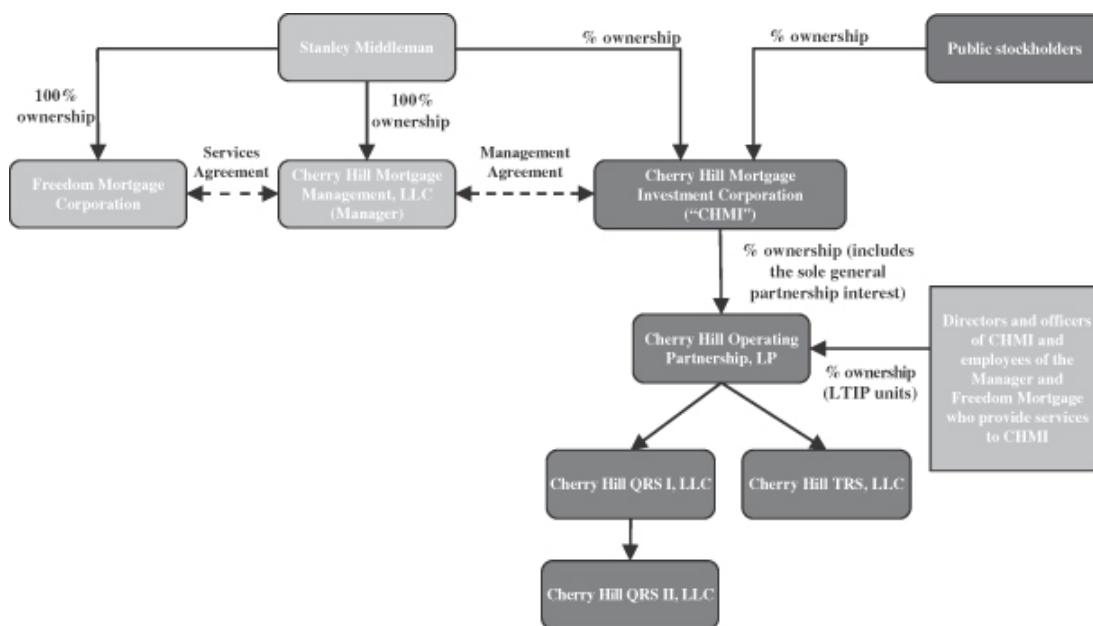 Stanley Middleman
% ownership
% ownership
Public stockholders
100%
ownership
100%
ownership
Services
Agreement
Management
Agreement
Freedom Mortgage
Corporation
Cherry Hill Mortgage
Management, LLC
(Manager)
Cherry Hill Mortgage
Investment Corporation
(“CHMI”)
% ownership (includes
the sole general
partnership interest)
Cherry Hill Operating
Partnership, LP
% ownership
(LTIP units)
Directors and officers
of CHMI and
employees of the
Manager and
Freedom Mortgage
who provide services
to CHMI
Cherry Hill QRS I, LLC
Cherry Hill TRS, LLC
Cherry Hill QRS II, LLC